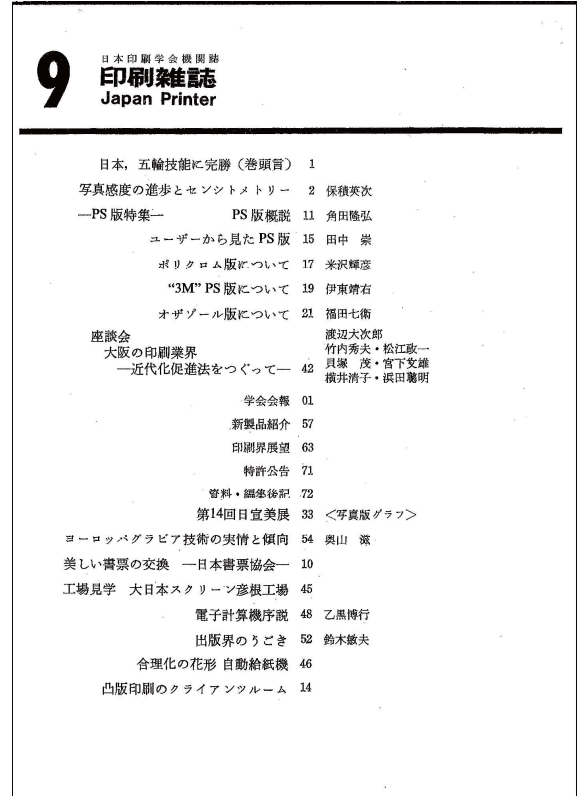 9
日本印刷学会機関誌
印刷雑誌
Japan Printer
日本，五輪技能に完勝（巻頭言） 1
写真感度の進歩とセンシトメトリー 2 保積英次
―PS版特集― PS版概説 11 角田隆弘
ユーザーから見たPS版 15 田中 崇
ポリクロム版について 17 米沢輝彦
“3M” PS版について 19 伊東靖右
オザゾール版について 21 福田七衛
座談会
大阪の印刷業界
―近代化促進法をつぐって― 42
渡辺大次郎
竹内秀夫・松江政一
貝塚 茂・宮下文雄
横井清子・浜田聰明
学会会報 01
新製品紹介 57
印刷界展望 63
特許公告 71
資料・編集後記 72
第14回日宣美展 33 ＜写真版グラフ＞
ヨーロッパグラビア技術の実情と傾向 54 奥山 滋
美しい書票の交換 ―日本書票協会― 10
工場見学 大日本スクリーン彦根工場 45
電子計算機序説 48 乙黒博行
出版界のうごき 52 鈴木敏夫
合理化の花形 自動給紙機 46
凸版印刷のクライアンツルーム 14